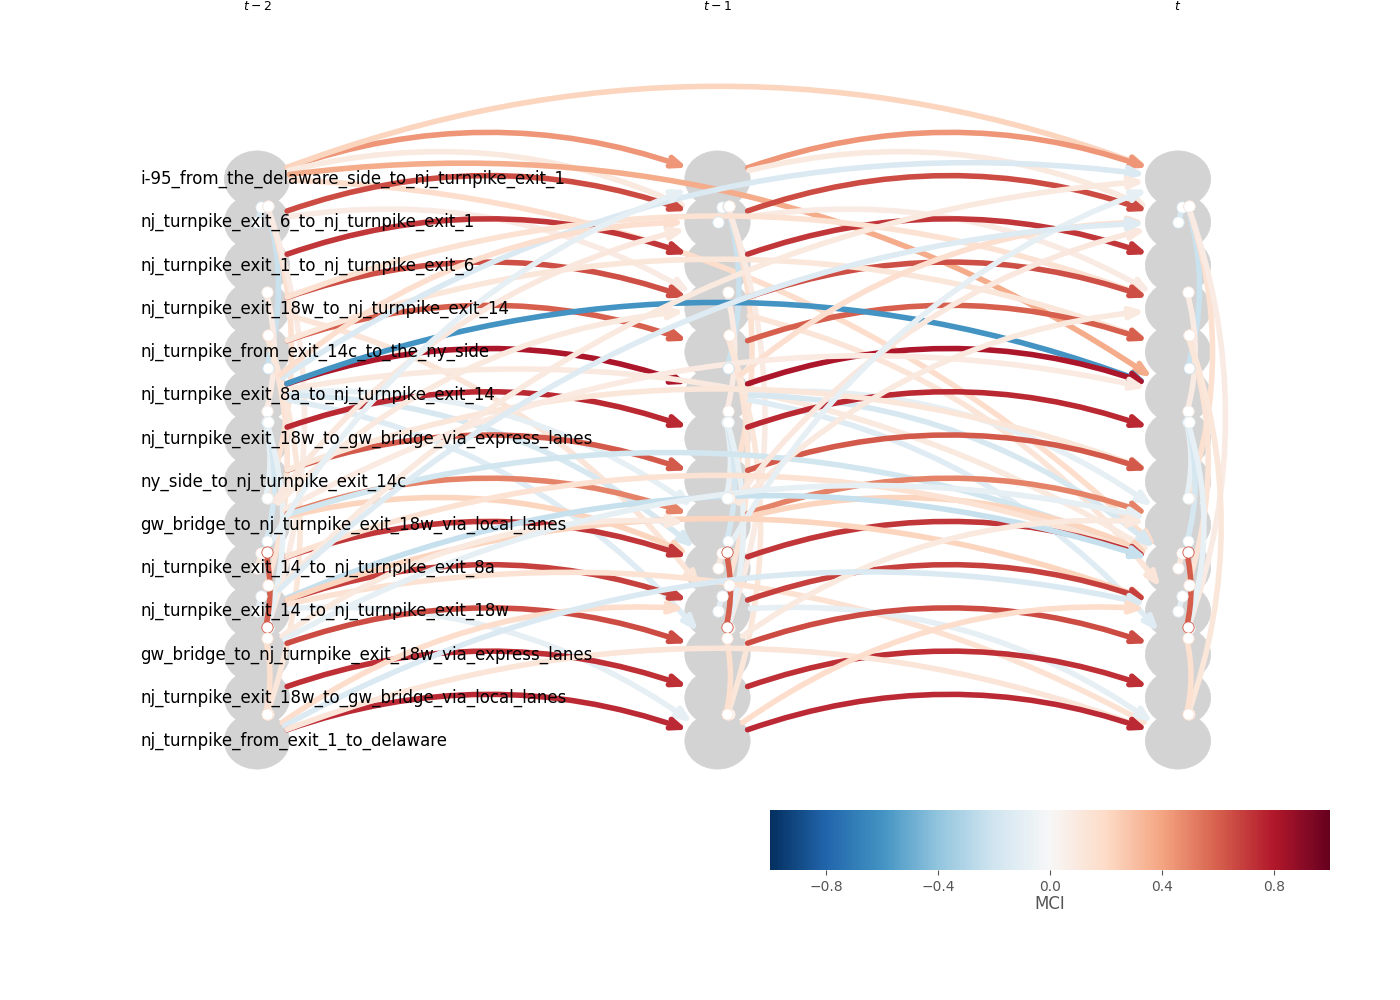 t − 2 t − 1 t
i-95_from_the_delaware_side_to_nj_turnpike_exit_1
nj_turnpike_exit_6_to_nj_turnpike_exit_1
nj_turnpike_exit_1_to_nj_turnpike_exit_6
nj_turnpike_exit_18w_to_nj_turnpike_exit_14
nj_turnpike_from_exit_14c_to_the_ny_side
nj_turnpike_exit_8a_to_nj_turnpike_exit_14
nj_turnpike_exit_18w_to_gw_bridge_via_express_lanes
ny_side_to_nj_turnpike_exit_14c
gw_bridge_to_nj_turnpike_exit_18w_via_local_lanes
nj_turnpike_exit_14_to_nj_turnpike_exit_8a
nj_turnpike_exit_14_to_nj_turnpike_exit_18w
gw_bridge_to_nj_turnpike_exit_18w_via_express_lanes
nj_turnpike_exit_18w_to_gw_bridge_via_local_lanes
nj_turnpike_from_exit_1_to_delaware
−0.8 −0.4 0.0 0.4 0.8
MCI